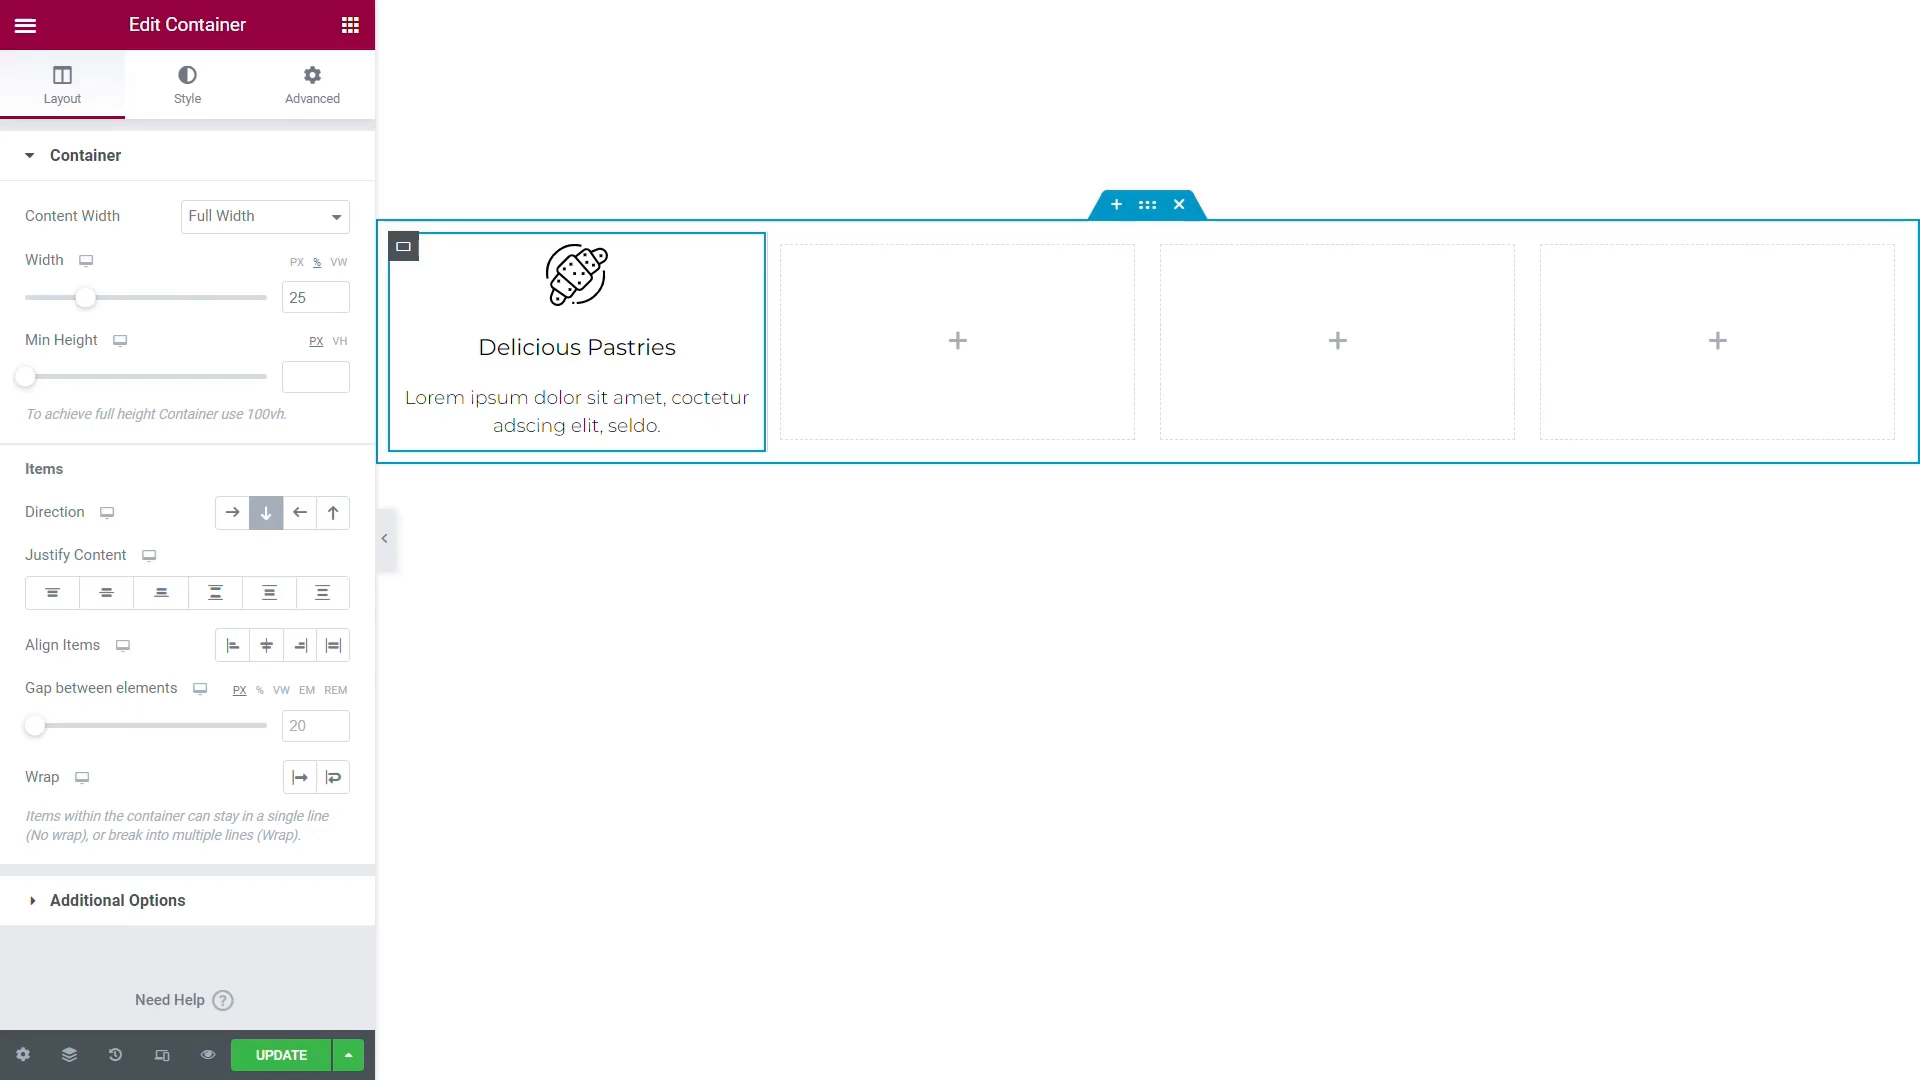 Edit Container
Layout
Style
Advanced
Container
Content Width
Full Width
Width
PX % VW
25
Min Height
PX VH
To achieve full height Container use 100vh.
Items
Direction
Justify Content
Align Items
Gap between elements
PX % VW EM REM
20
Wrap
Items within the container can stay in a single line
(No wrap), or break into multiple lines (Wrap).
Additional Options
Need Help ?
UPDATE
Delicious Pastries
Lorem ipsum dolor sit amet, coctetur
adscing elit, seldo.